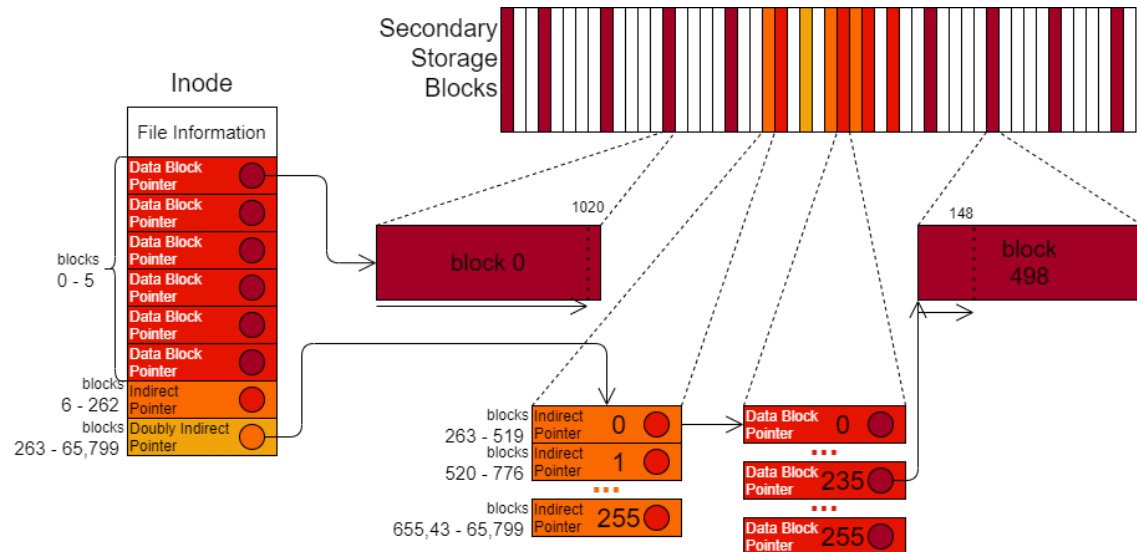 Secondary
Storage
Blocks
Inode
File Information
Data Block
Pointer
Data Block
Pointer
Data Block
Pointer
Data Block
Pointer
Data Block
Pointer
Data Block
Pointer
blocks
0 - 5
blocks
6 - 262
Indirect
Pointer
blocks
263 - 65,799
Doubly Indirect
Pointer
1020
block 0
148
block
498
blocks
263 - 519
Indirect
Pointer
0
blocks
520 - 776
Indirect
Pointer
1
...
blocks
655,43 - 65,799
Indirect
Pointer
255
Data Block
Pointer
0
...
Data Block
Pointer
235
...
Data Block
Pointer
255